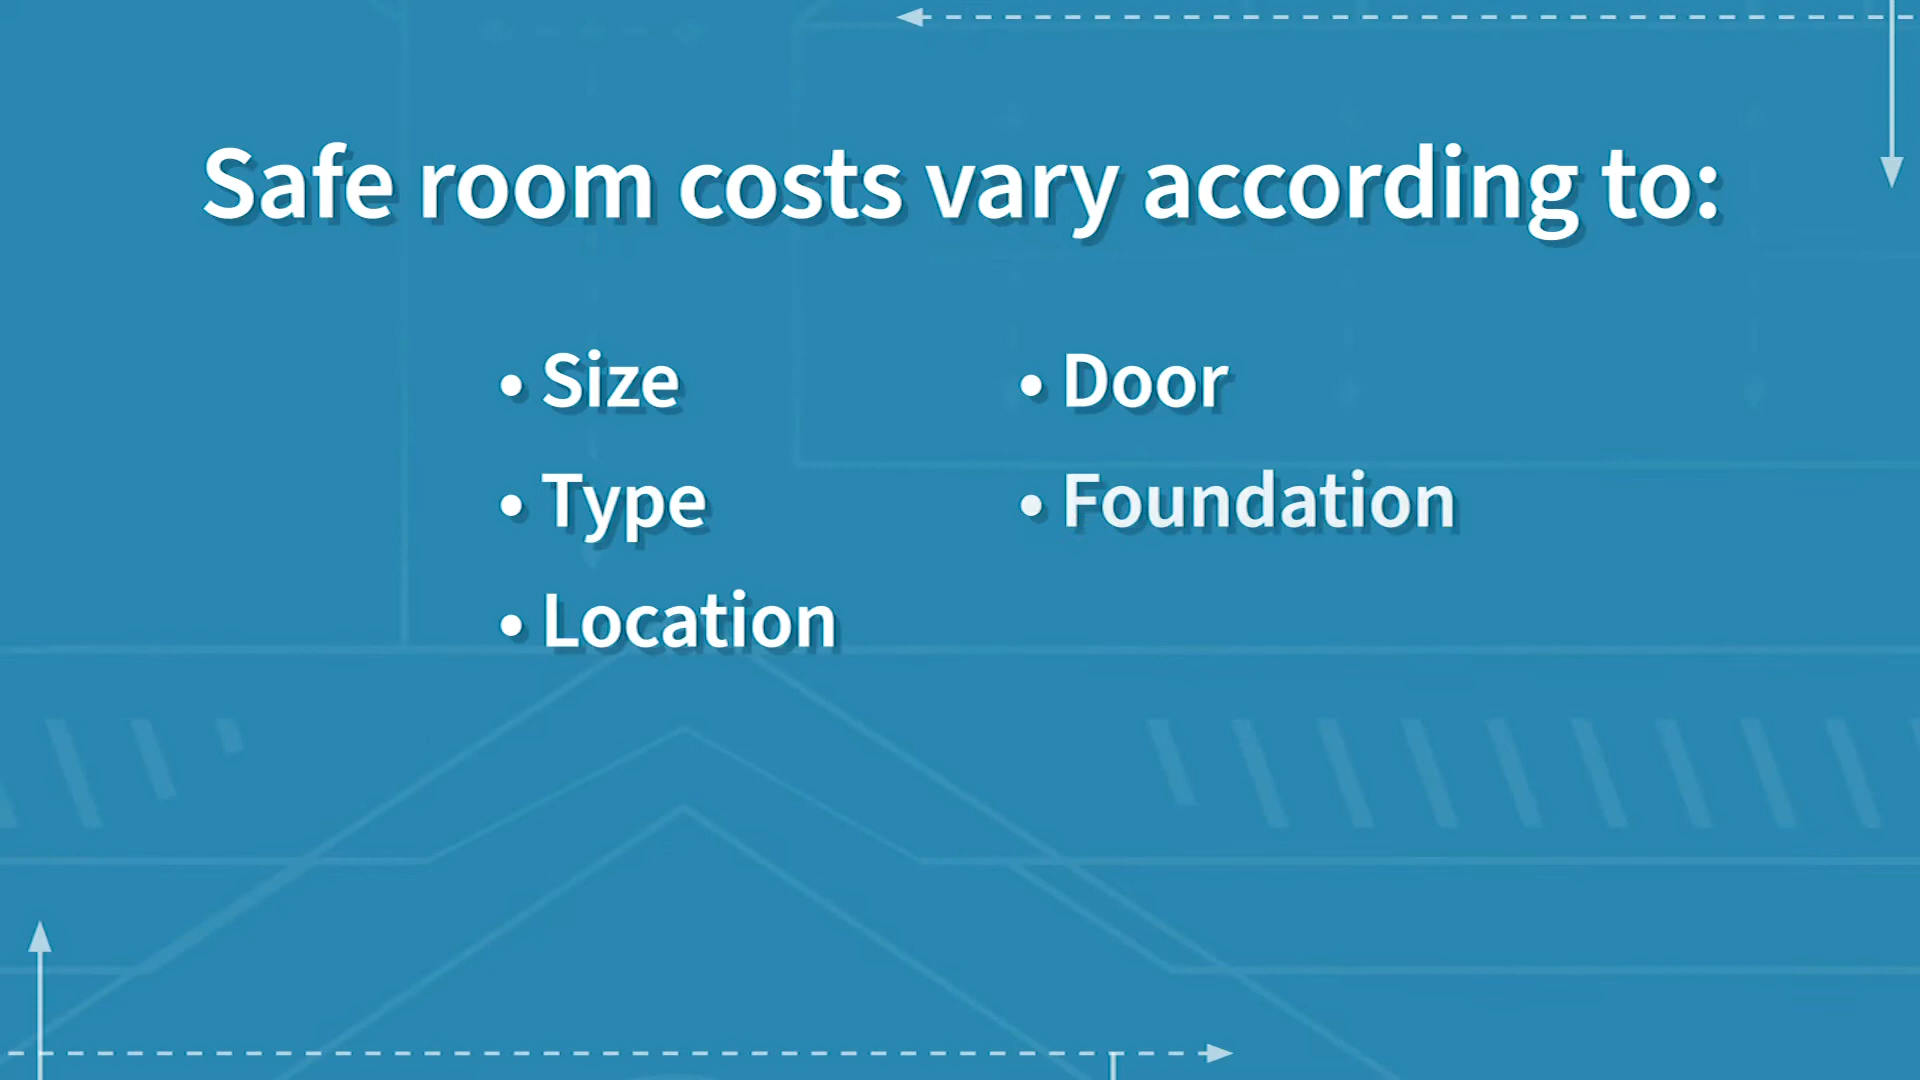 Safe room costs vary according to:
• Size
• Type
• Location
• Door
• Foundation